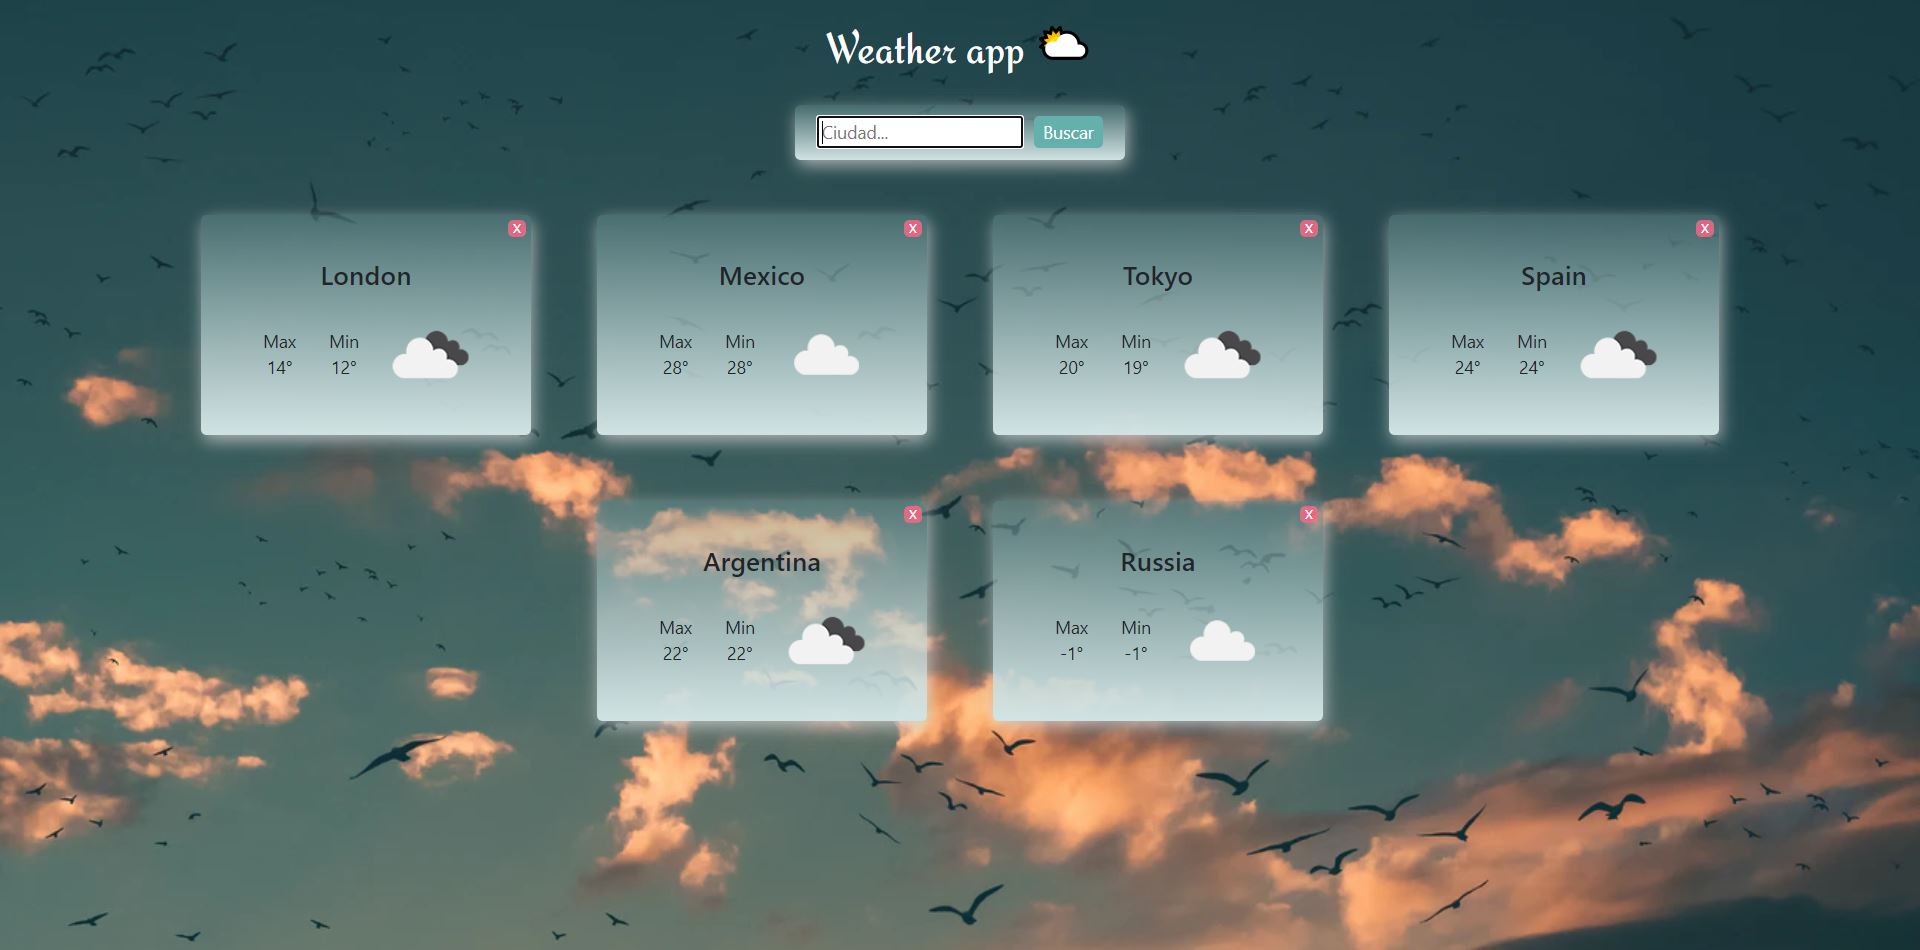 Weather app
Ciudad... Buscar
X
London
Max Min
14° 12°
X
Mexico
Max Min
28° 28°
X
Tokyo
Max Min
20° 19°
X
Spain
Max Min
24° 24°
X
Argentina
Max Min
22° 22°
X
Russia
Max Min
-1° -1°